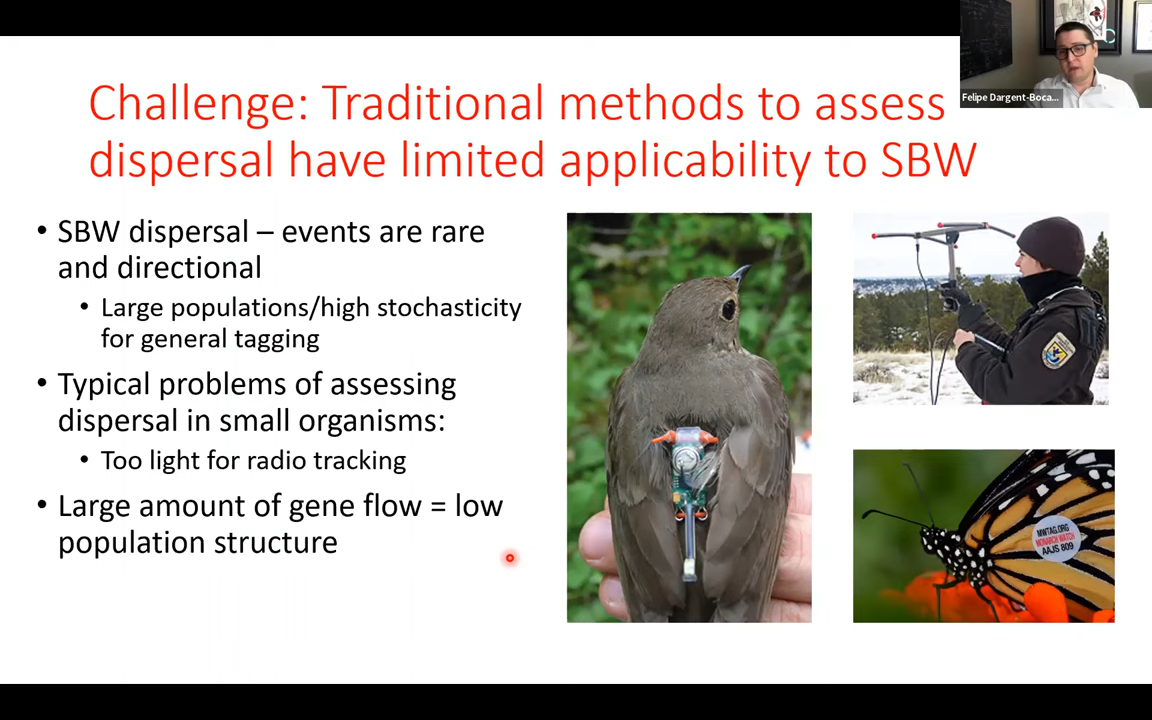 Challenge: Traditional methods to assess
dispersal have limited applicability to SBW
Felipe Dargent-Boca...
• SBW dispersal – events are rare
and directional
• Large populations/high stochasticity
for general tagging
• Typical problems of assessing
dispersal in small organisms:
• Too light for radio tracking
• Large amount of gene flow = low
population structure
MWTAG.ORG
MONARCH WATCH
AAJS 809